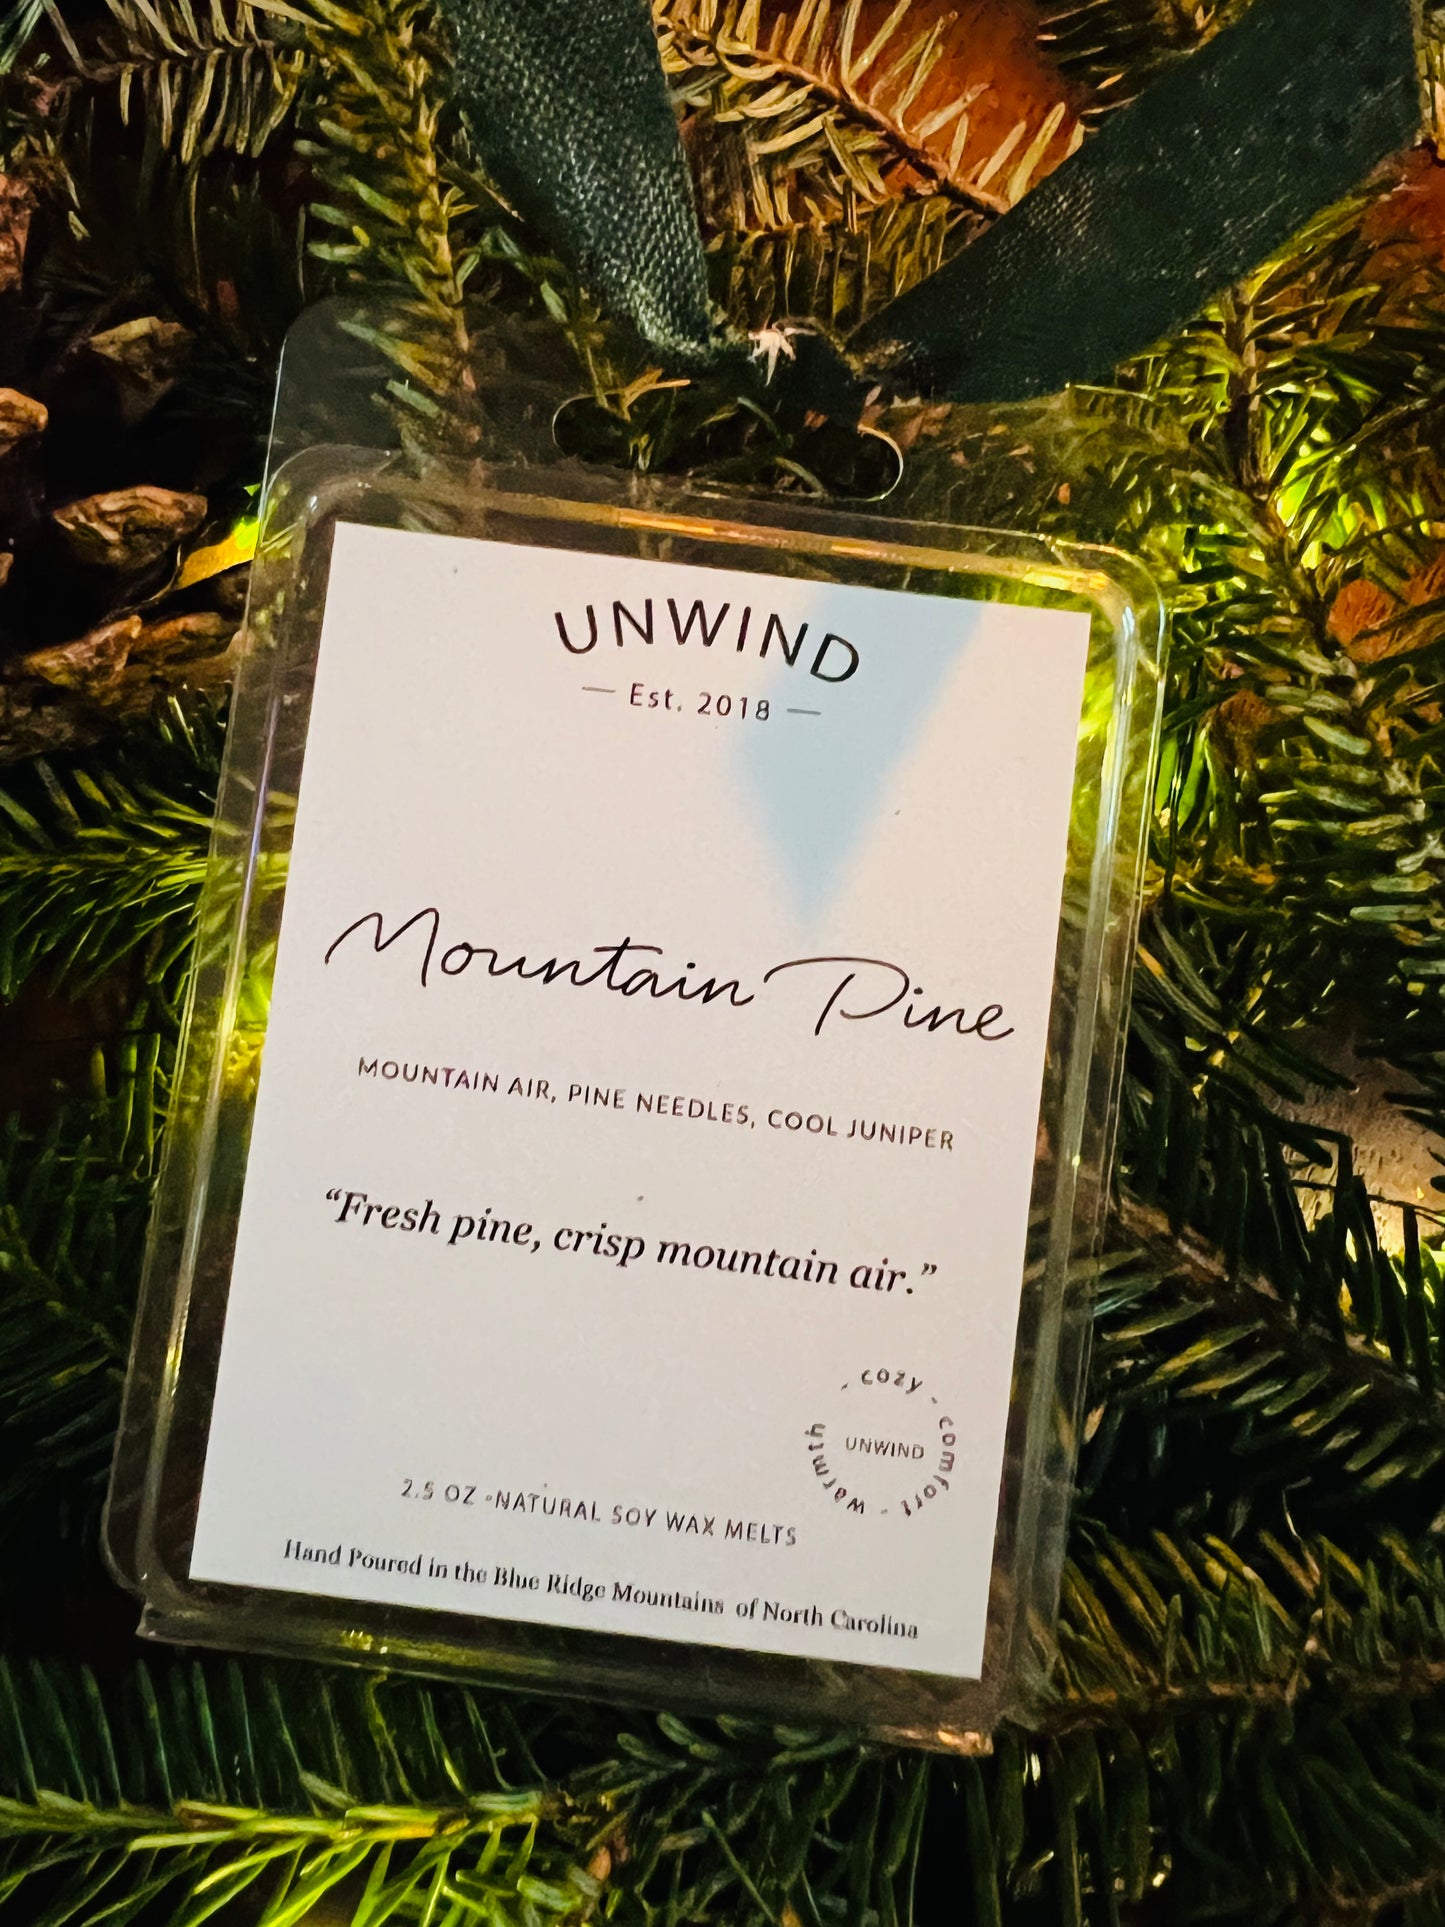 UNWIND
— Est. 2018 —
Mountain Pine
MOUNTAIN AIR, PINE NEEDLES, COOL JUNIPER
“Fresh pine, crisp mountain air.”
cozy - comfort - warmth -
UNWIND
2.5 OZ -NATURAL SOY WAX MELTS
Hand Poured in the Blue Ridge Mountains of North Carolina